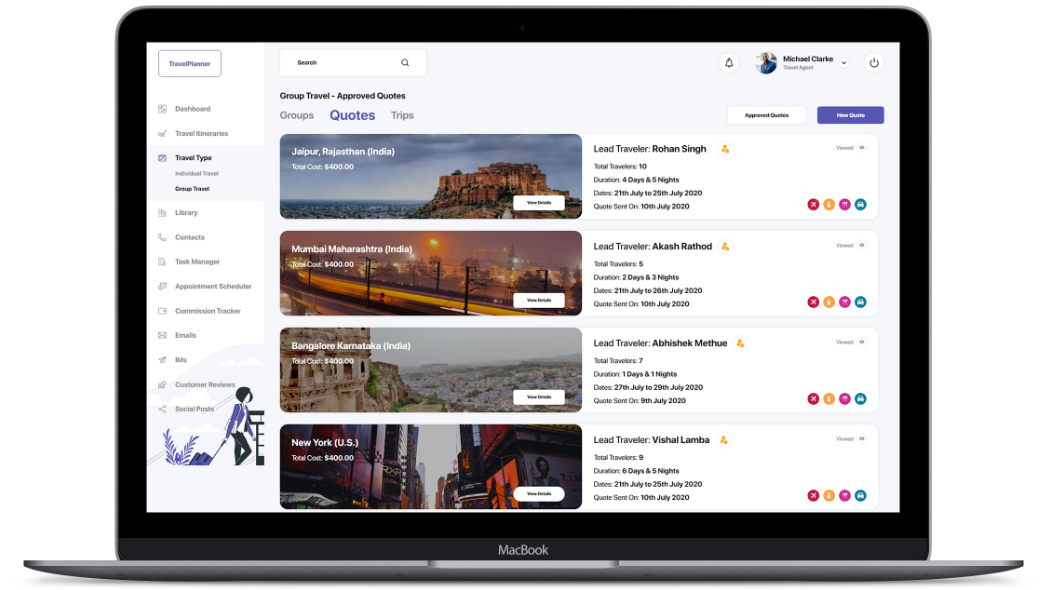 TravelPlanner
Search
Michael Clarke
Travel Agent
Group Travel - Approved Quotes
Groups
Quotes
Trips
Approved Quotes
New Quote
Dashboard
Travel Itineraries
Travel Type
Individual Travel
Group Travel
Library
Contacts
Task Manager
Appointment Scheduler
Commission Tracker
Emails
IMs
Customer Reviews
Social Posts
Jaipur, Rajasthan (India)
Total Cost: $400.00
View Details
Lead Traveler: Rohan Singh
Viewed
Total Travelers: 10
Duration: 4 Days & 5 Nights
Dates: 21th July to 25th July 2020
Quote Sent On: 10th July 2020
Mumbai Maharashtra (India)
Total Cost: $400.00
View Details
Lead Traveler: Akash Rathod
Viewed
Total Travelers: 5
Duration: 2 Days & 3 Nights
Dates: 21th July to 26th July 2020
Quote Sent On: 10th July 2020
Bangalore Karnataka (India)
Total Cost: $400.00
View Details
Lead Traveler: Abhishek Methue
Viewed
Total Travelers: 7
Duration: 1 Days & 1 Nights
Dates: 27th July to 29th July 2020
Quote Sent On: 9th July 2020
New York (U.S.)
Total Cost: $400.00
View Details
Lead Traveler: Vishal Lamba
Viewed
Total Travelers: 9
Duration: 6 Days & 5 Nights
Dates: 21th July to 25th July 2020
Quote Sent On: 10th July 2020
MacBook